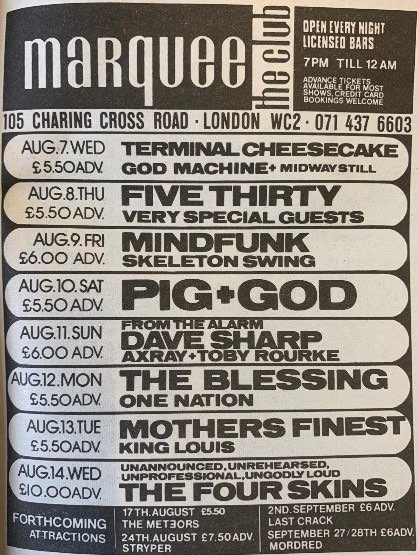 marquee
the club
OPEN EVERY NIGHT
LICENSED BARS
7PM TILL 12AM
ADVANCE TICKETS
AVAILABLE FOR MOST
SHOWS, CREDIT CARD
BOOKINGS WELCOME
105 CHARING CROSS ROAD · LONDON WC2 · 071 437 6603
AUG.7.WED
£5.50ADV.
TERMINAL CHEESECAKE
GOD MACHINE+ MIDWAY STILL
AUG.8.THU
£5.50 ADV.
FIVE THIRTY
VERY SPECIAL GUESTS
AUG.9.FRI
£6.00 ADV.
MINDFUNK
SKELETON SWING
AUG.10.SAT
£5.50 ADV.
PIG+GOD
AUG.11.SUN
£6.00 ADV.
FROM THE ALARM
DAVE SHARP
AXRAY+TOBY ROURKE
AUG.12.MON
£5.50ADV.
THE BLESSING
ONE NATION
AUG.13.TUE
£5.50ADV.
MOTHERS FINEST
KING LOUIS
AUG.14.WED
£10.00ADV.
UNANNOUNCED, UNREHEARSED,
UNPROFESSIONAL, UNGODLY LOUD
THE FOUR SKINS
FORTHCOMING
ATTRACTIONS
17TH.AUGUST £5.50
THE METƎORS
24TH.AUGUST £7.50 ADV.
STRYPER
2ND.SEPTEMBER £6ADV.
LAST CRACK
SEPTEMBER 27/28TH £6ADV.
MORDRED